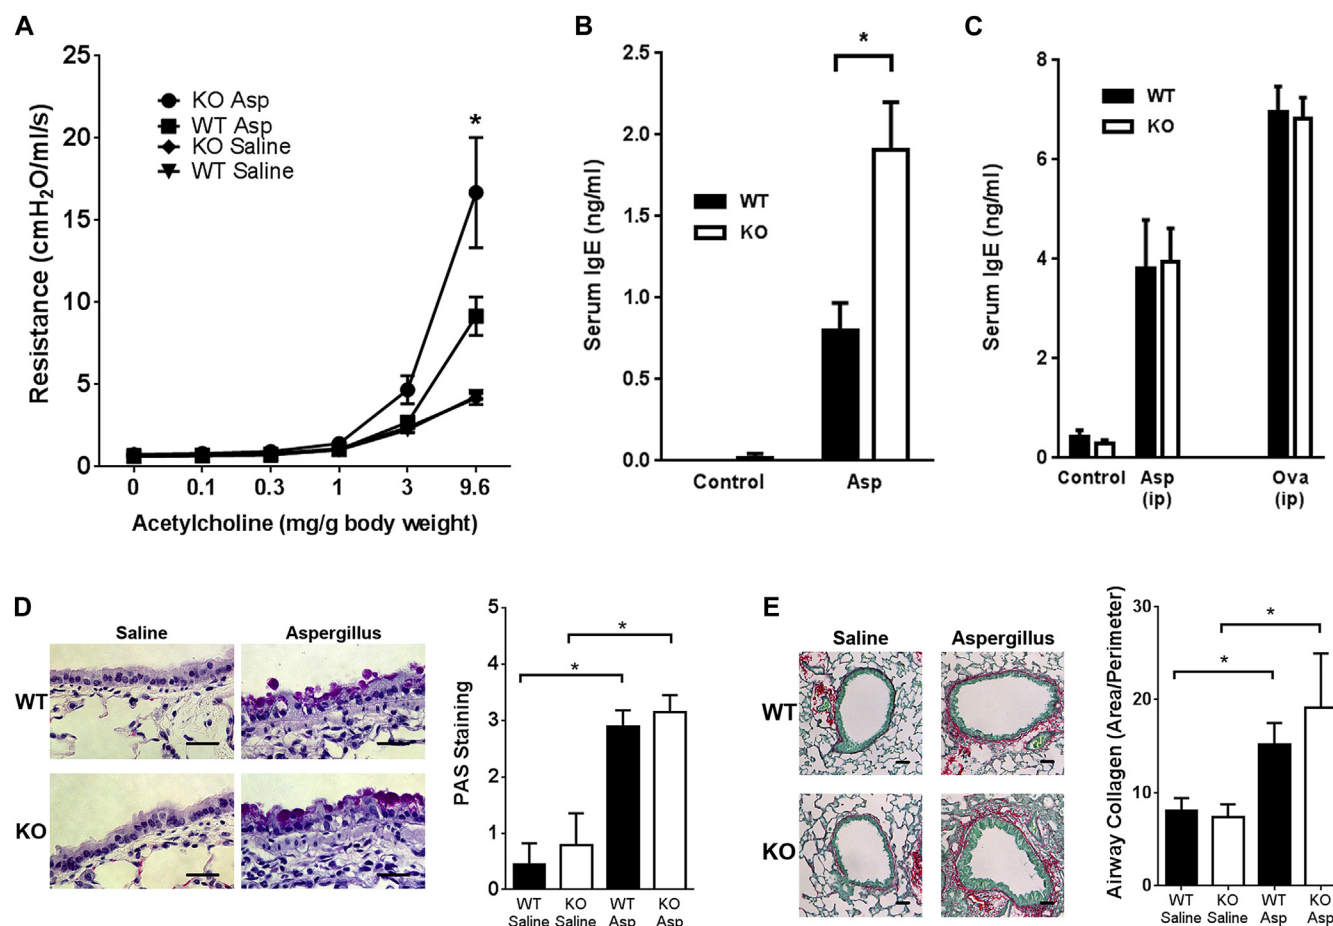 A
25
20
15
10
5
0
Resistance (cmH₂O/ml/s)
KO Asp
WT Asp
KO Saline
WT Saline
*
0 0.1 0.3 1 3 9.6
Acetylcholine (mg/g body weight)
B
2.5
2.0
1.5
1.0
0.5
0.0
Serum IgE (ng/ml)
*
WT
KO
Control Asp
C
8
6
4
2
0
Serum IgE (ng/ml)
WT
KO
Control Asp (ip) Ova (ip)
D
Saline Aspergillus
WT
KO
5
4
3
2
1
0
PAS Staining
*
*
WT Saline KO Saline WT Asp KO Asp
E
Saline Aspergillus
WT
KO
30
20
10
0
Airway Collagen (Area/Perimeter)
*
*
WT Saline KO Saline WT Asp KO Asp